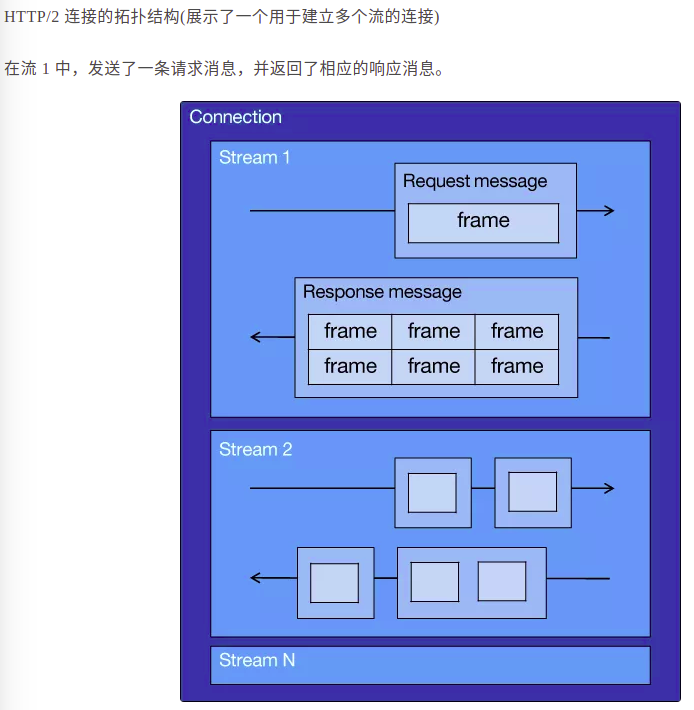 HTTP/2 连接的拓扑结构(展示了一个用于建立多个流的连接)
在流 1 中，发送了一条请求消息，并返回了相应的响应消息。
Connection
Stream 1
Request message
frame
Response message
frame frame frame
frame frame frame
Stream 2
Stream N